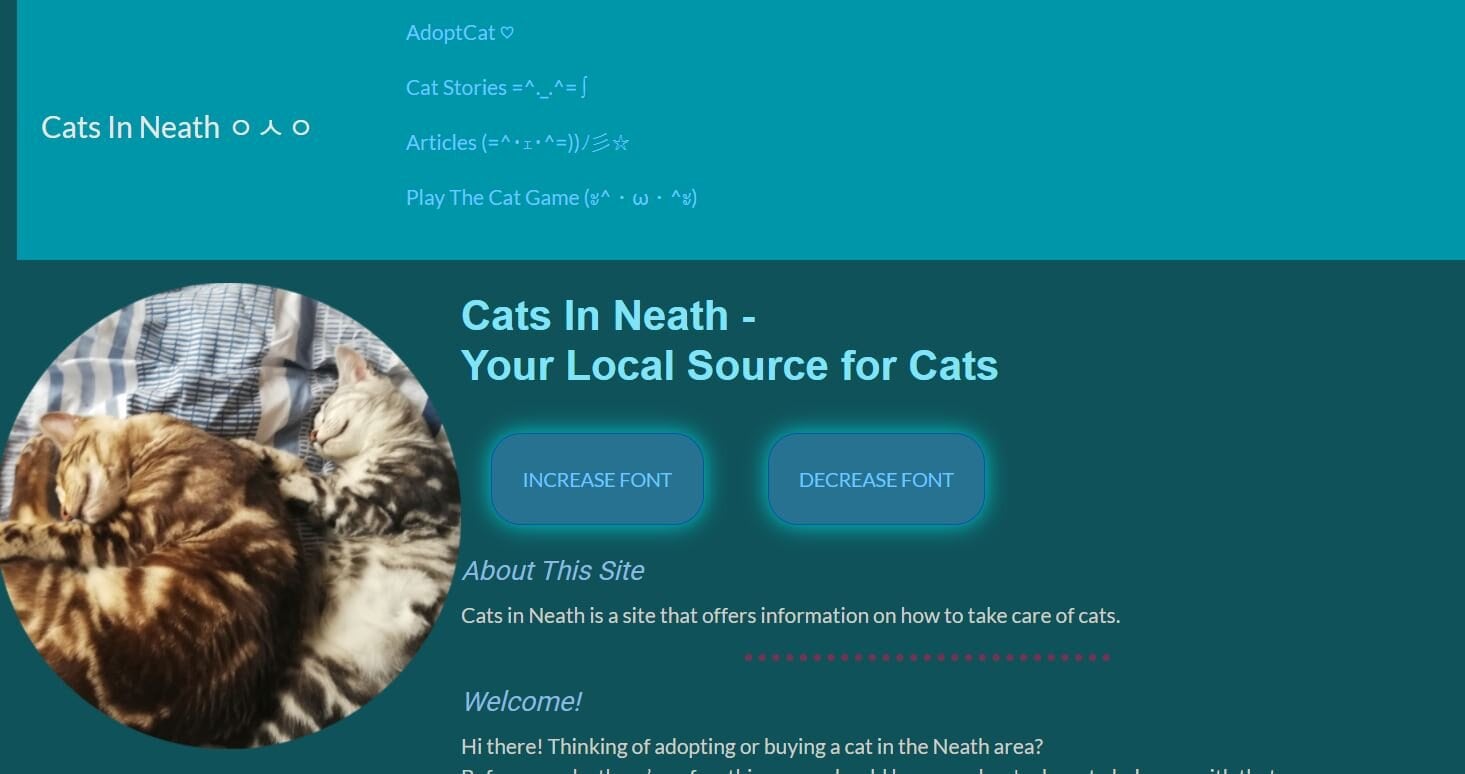 AdoptCat ♡
Cat Stories =^._.^= ∫
Articles (=^･ｪ･^=))ﾉ彡☆
Cats In Neath ㅇㅅㅇ
Play The Cat Game (ะ^・ω・^ะ)
Cats In Neath -
Your Local Source for Cats
INCREASE FONT DECREASE FONT
About This Site
Cats in Neath is a site that offers information on how to take care of cats.
Welcome!
Hi there! Thinking of adopting or buying a cat in the Neath area?